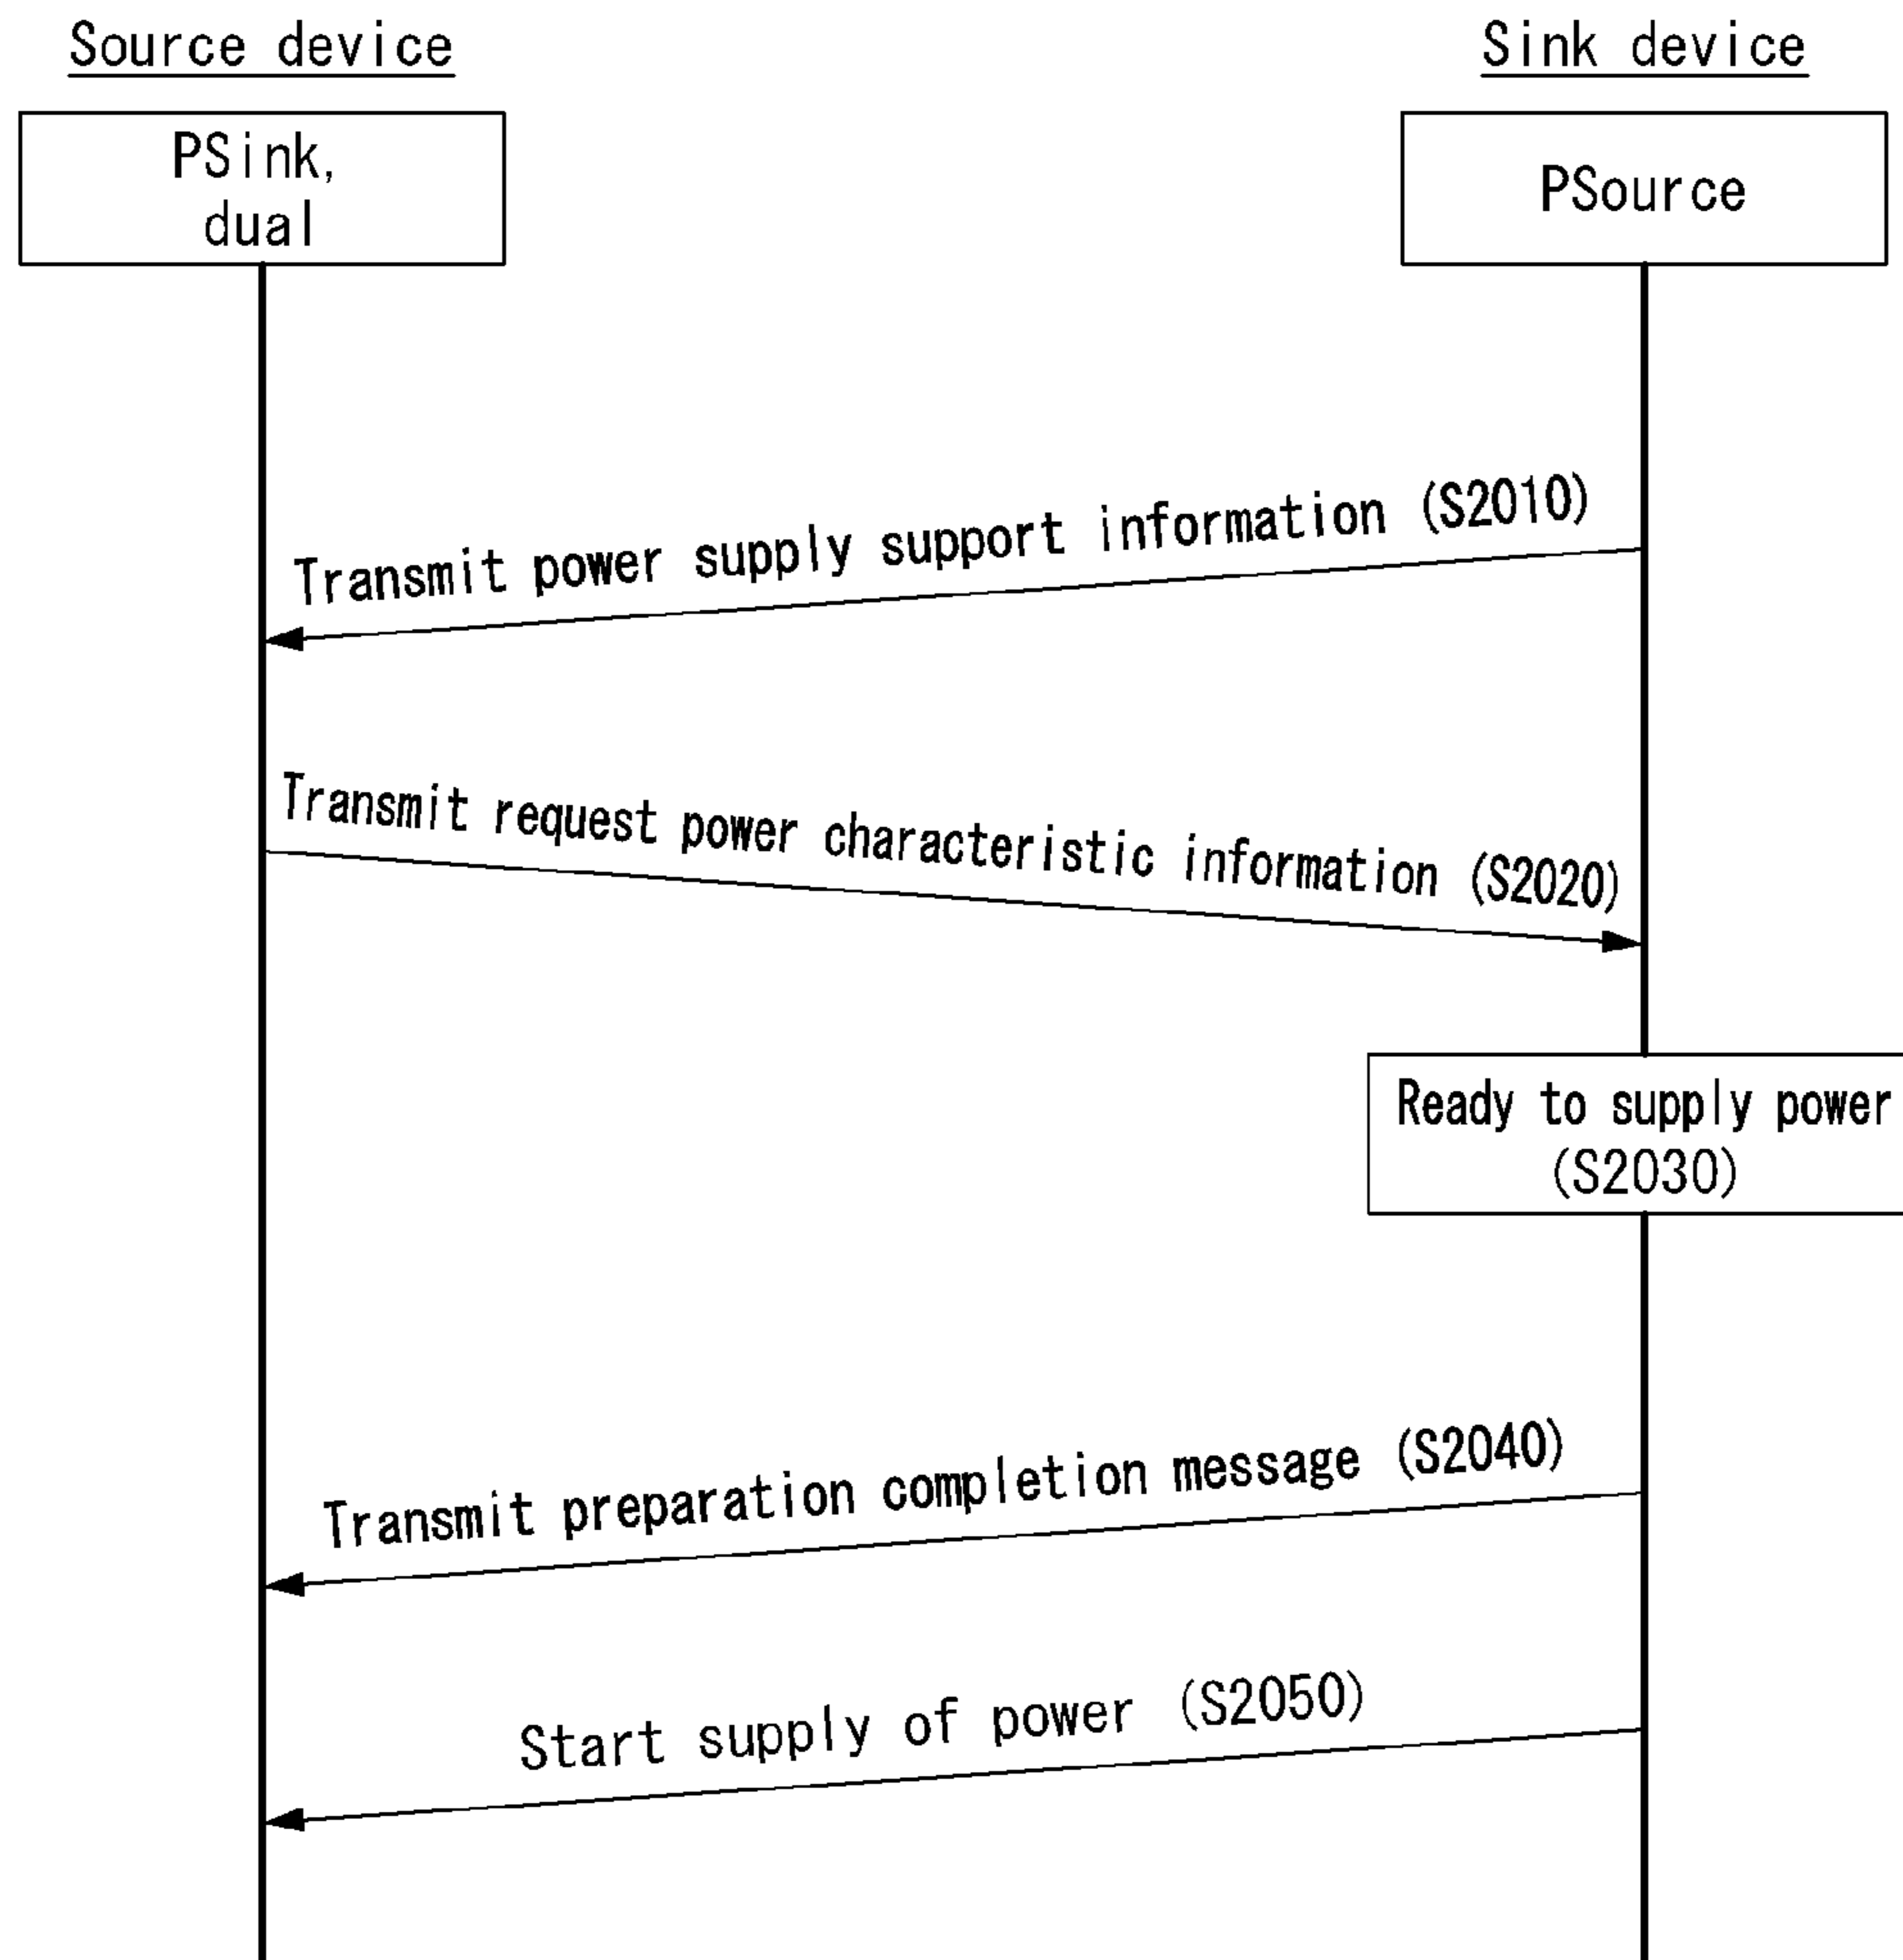 Source device
Sink device
PSink,
dual
PSource
Transmit power supply support information (S2010)
Transmit request power characteristic information (S2020)
Ready to supply power
(S2030)
Transmit preparation completion message (S2040)
Start supply of power (S2050)